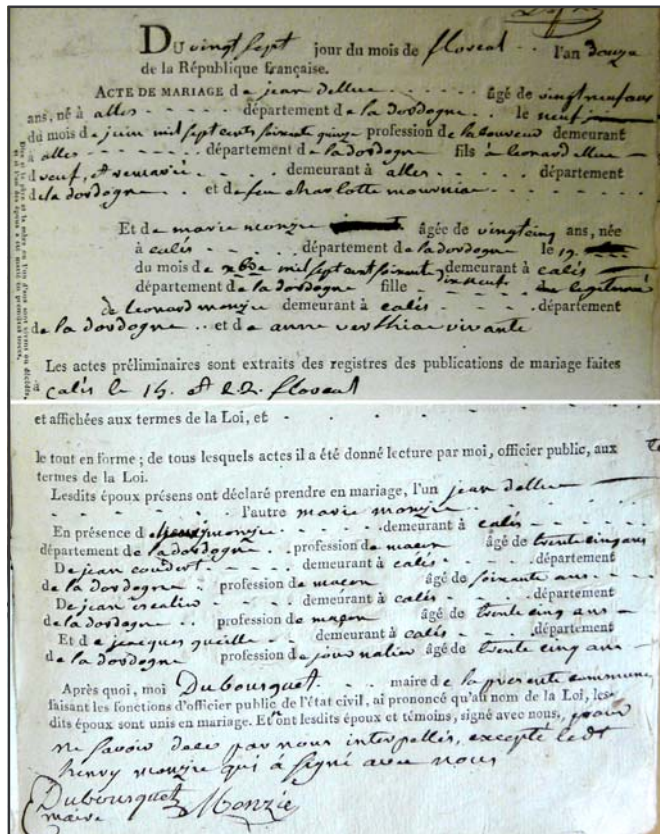 Du vingt sept jour du mois de floreal l'an douze
de la République française.
ACTE DE MARIAGE de jean delluc âgé de vingt neuf ans
ans, né à alles département de la dordogne le neuf
du mois de juin mil sept cent soixante quinze profession de laboureur demeurant
à alles département de la dordogne fils à leonard delluc
demeurant à alles département
de la dordogne et de feu charlotte
Et de marie monzie âgée de vingt cinq ans, née
à calès département de la dordogne le 19
du mois de xbre mil sept cent soixante dix neuf demeurant à calès
département de la dordogne fille legitime
de leonard monzie demeurant à calès département
de la dordogne et de anne verthiac vivante
Les actes préliminaires sont extraits des registres des publications de mariage faites
à calès le 15. et 22. floreal
et affichées aux termes de la Loi, et
le tout en forme ; de tous lesquels actes il a été donné lecture par moi, officier public, aux
termes de la Loi.
Lesdits époux présens ont déclaré prendre en mariage, l'un jean delluc
l'autre marie monzie
En présence de monzie demeurant à calès
département de la dordogne profession de maçon âgé de trente cinq ans
De jean coudert demeurant à calès département
de la dordogne profession de maçon âgé de soixante ans
De jean escalier demeurant à calès département
de la dordogne profession de maçon âgé de trente cinq ans
Et de jacques queille demeurant à calès département
de la dordogne profession de journalier âgé de trente cinq ans
Après quoi, moi Dubousquet maire de la presente commune
faisant les fonctions d'officier public de l'état civil, ai prononcé qu'au nom de la Loi, les-
dits époux sont unis en mariage. Et n'ont lesdits époux et témoins, signé avec nous, pour
ne savoir de ce par nous interpellés, excepté ledt
henry monzie qui à signé avec nous
Dubousquet Monzie
maire